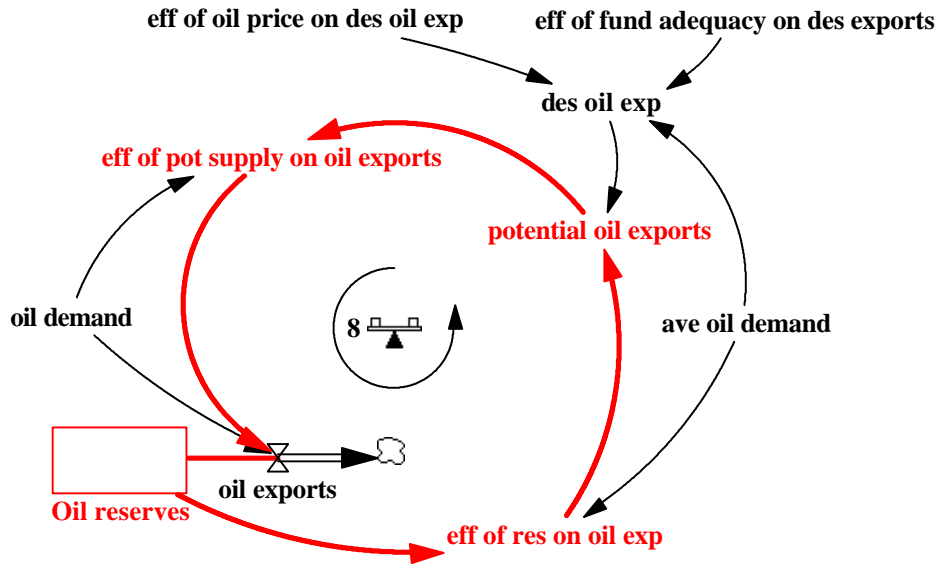 eff of oil price on des oil exp
eff of fund adequacy on des exports
des oil exp
eff of pot supply on oil exports
potential oil exports
oil demand
8
ave oil demand
oil exports
Oil reserves
eff of res on oil exp